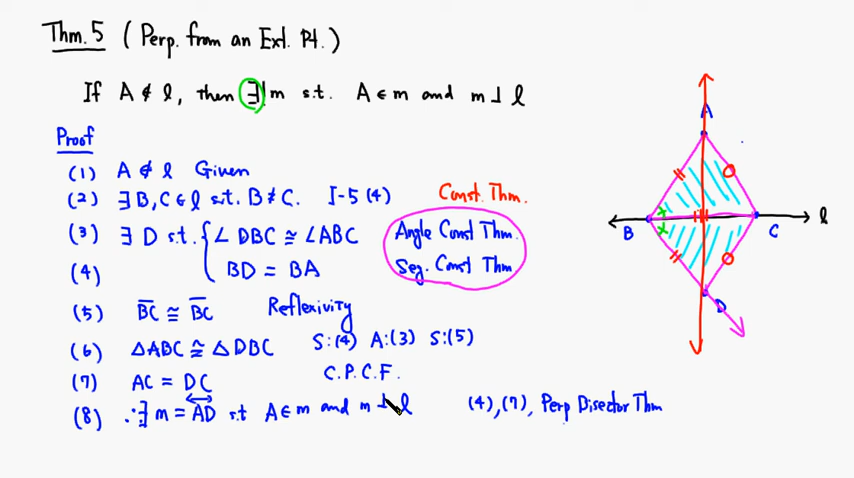 Thm. 5 ( Perp. from an Ext. Pt. )
If A ∉ l, then ∃! m s.t. A ∈ m and m ⊥ l
Proof
(1) A ∉ l Given
(2) ∃ B, C ∈ l s.t. B ≠ C. I-5 (4) Const. Thm.
(3) ∃ D s.t. { ∠DBC ≅ ∠ABC Angle Const Thm.
(4) BD = BA Seg. Const Thm
(5) BC ≅ BC Reflexivity
(6) △ABC ≅ △DBC S:(4) A:(3) S:(5)
(7) AC = DC C.P.C.F.
(8) ∴ ∃ m = AD s.t A ∈ m and m ⊥ l (4), (7), Perp Disector Thm
A
B
C
l
D